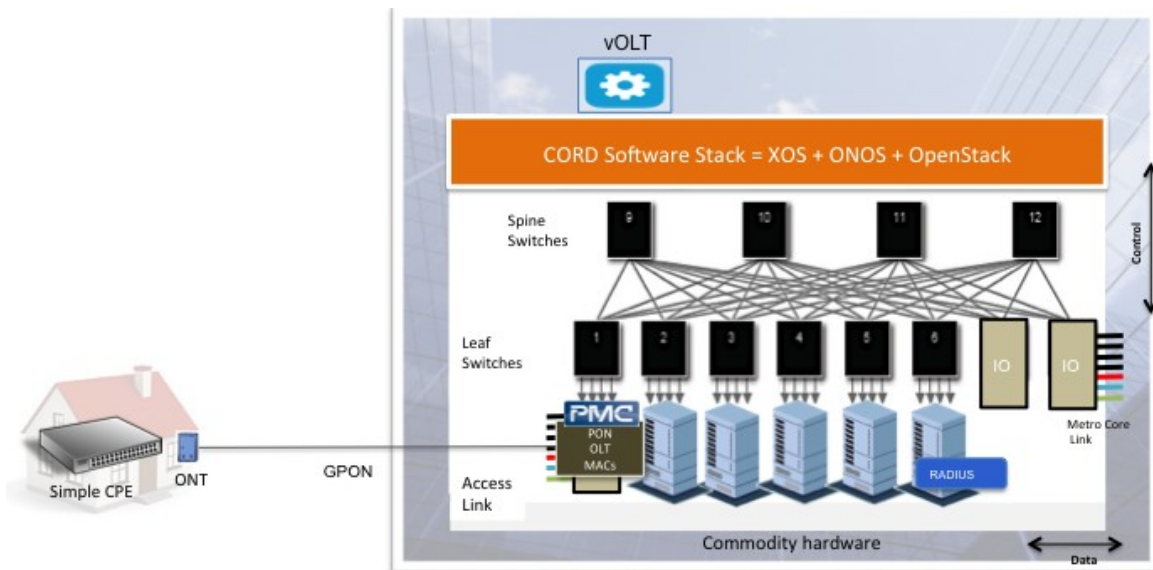 vOLT
CORD Software Stack = XOS + ONOS + OpenStack
Spine
Switches
9
10
11
12
Control
Leaf
Switches
1
2
3
4
5
6
IO
IO
Metro Core
Link
PMC
PON
OLT
MACs
RADIUS
Simple CPE
ONT
GPON
Access
Link
Commodity hardware
Data